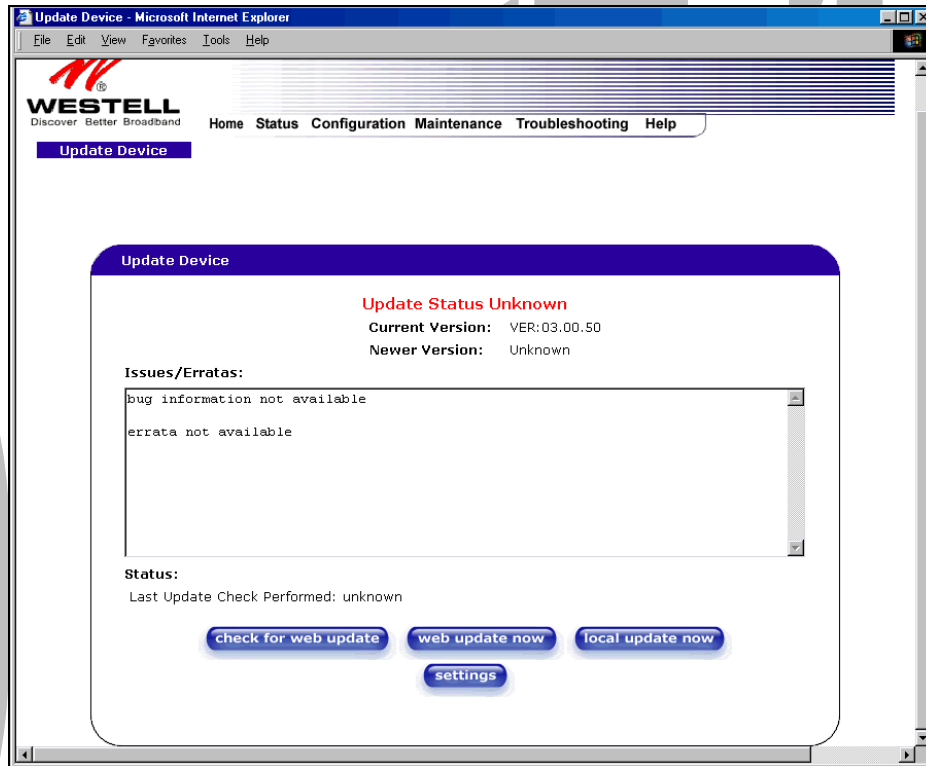 Update Device - Microsoft Internet Explorer
File Edit View Favorites Tools Help
®
WESTELL
Discover Better Broadband
Home Status Configuration Maintenance Troubleshooting Help
Update Device
Update Device
Update Status Unknown
Current Version: VER:03.00.50
Newer Version: Unknown
Issues/Erratas:
bug information not available
errata not available
Status:
Last Update Check Performed: unknown
check for web update web update now local update now
settings